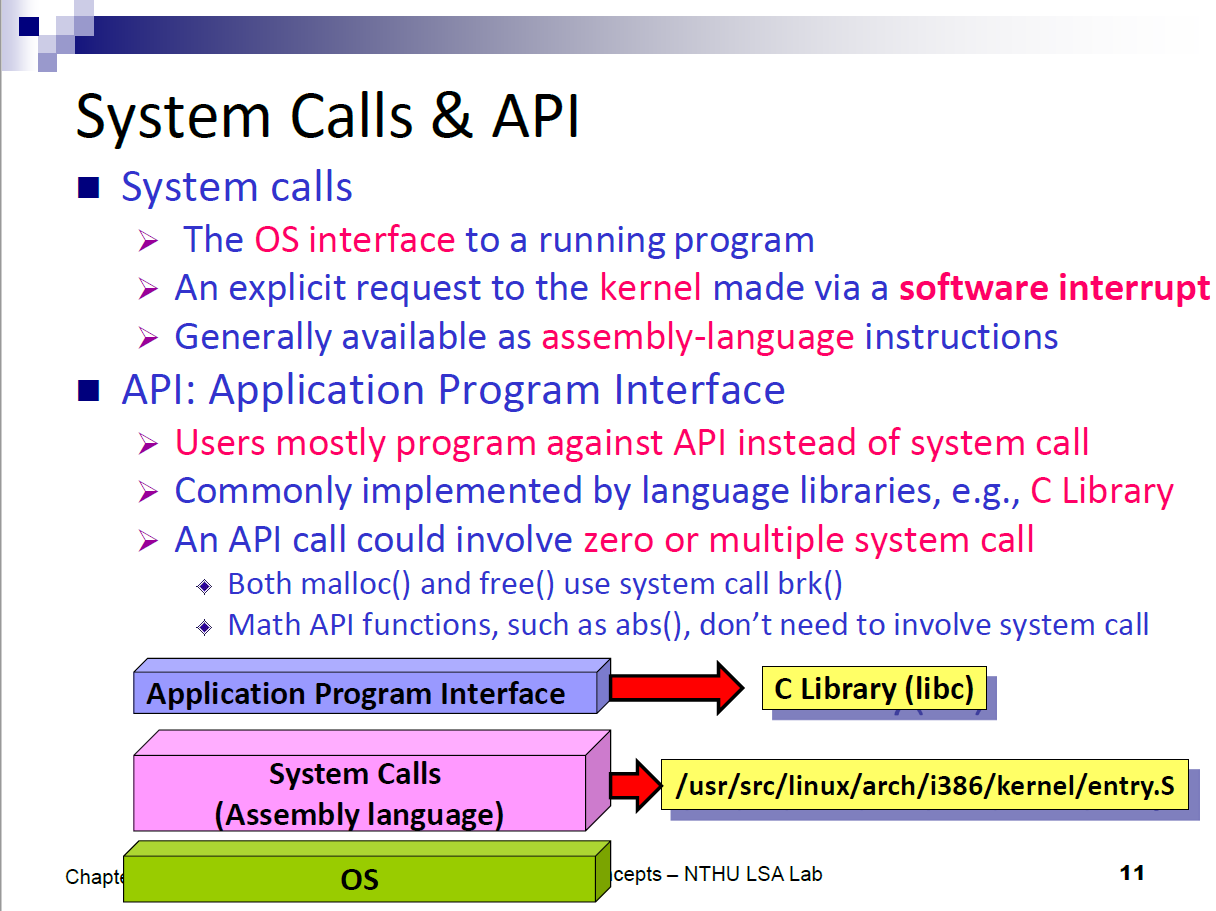 System Calls & API
System calls
The OS interface to a running program
An explicit request to the kernel made via a software interrupt
Generally available as assembly-language instructions
API: Application Program Interface
Users mostly program against API instead of system call
Commonly implemented by language libraries, e.g., C Library
An API call could involve zero or multiple system call
Both malloc() and free() use system call brk()
Math API functions, such as abs(), don’t need to involve system call
Application Program Interface
C Library (libc)
System Calls
(Assembly language)
/usr/src/linux/arch/i386/kernel/entry.S
OS
– NTHU LSA Lab
11